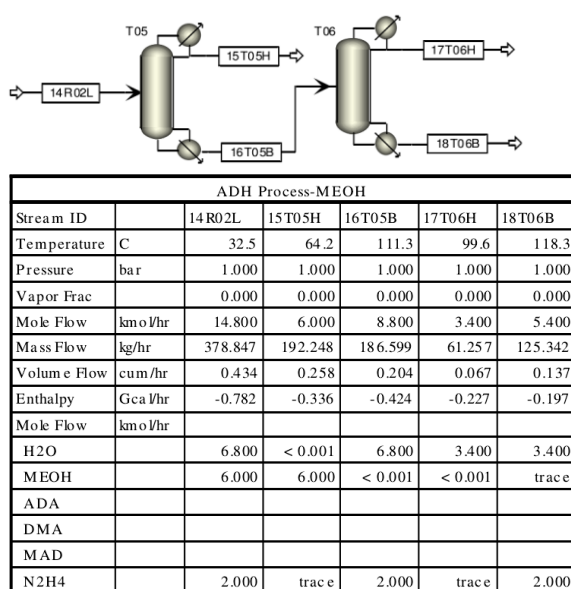 T05
T06
15T05H
17T06H
14R02L
16T05B
18T06B
ADH Process-MEOH
Stream ID 14R02L 15T05H 16T05B 17T06H 18T06B
Temperature C 32.5 64.2 111.3 99.6 118.3
Pressure bar 1.000 1.000 1.000 1.000 1.000
Vapor Frac 0.000 0.000 0.000 0.000 0.000
Mole Flow kmol/hr 14.800 6.000 8.800 3.400 5.400
Mass Flow kg/hr 378.847 192.248 186.599 61.257 125.342
Volume Flow cum/hr 0.434 0.258 0.204 0.067 0.137
Enthalpy Gcal/hr -0.782 -0.336 -0.424 -0.227 -0.197
Mole Flow kmol/hr
H2O 6.800 < 0.001 6.800 3.400 3.400
MEOH 6.000 6.000 < 0.001 < 0.001 trace
ADA
DMA
MAD
N2H4 2.000 trace 2.000 trace 2.000